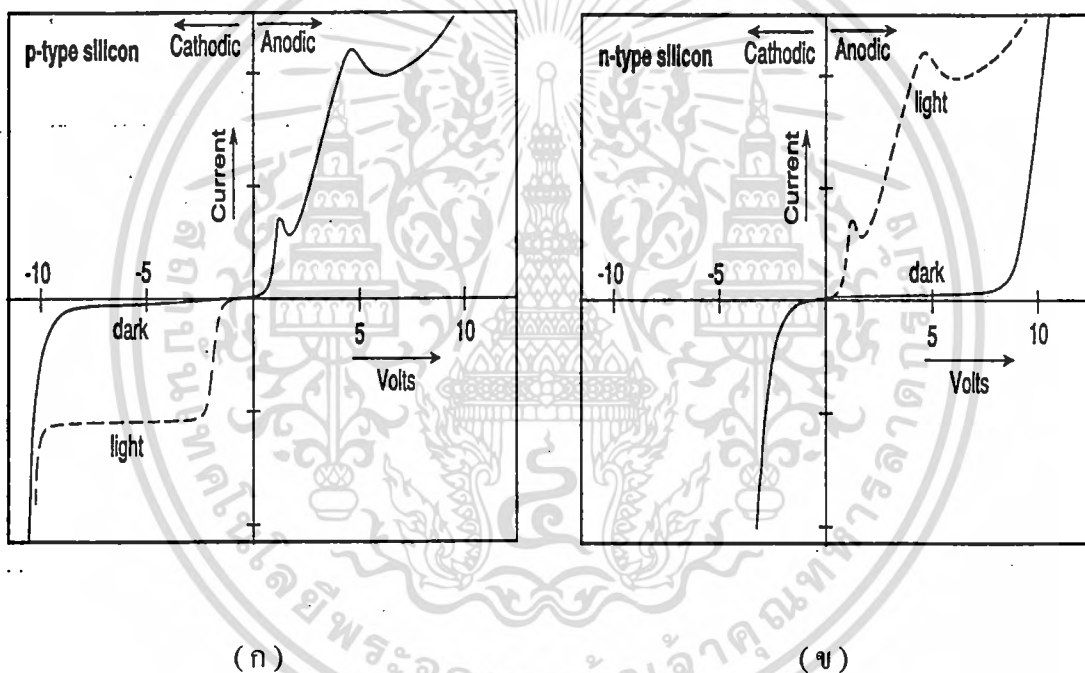 p-type silicon
Cathodic
Anodic
Current
-10
-5
dark
light
5
10
Volts
(ก)
n-type silicon
Cathodic
Anodic
light
Current
-10
-5
dark
5
10
Volts
(ข)